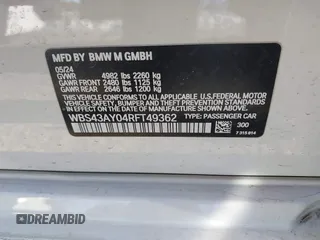 MFD BY BMW M GMBH
05/24
GVWR 4982 lbs 2260 kg
GAWR FRONT 2480 lbs 1125 kg
GAWR REAR 2646 lbs 1200 kg
THIS VEHICLE CONFORMS TO ALL APPLICABLE
U.S. FEDERAL MOTOR VEHICLE SAFETY,
BUMPER, AND THEFT PREVENTION STANDARDS
IN EFFECT ON THE DATE OF MANUFACTURE
SHOWN ABOVE.
WBS43AY04RFT49362 TYPE: PASSENGER CAR
300
DREAMBID